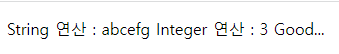 String 연산 : abcefg Integer 연산 : 3 Good...